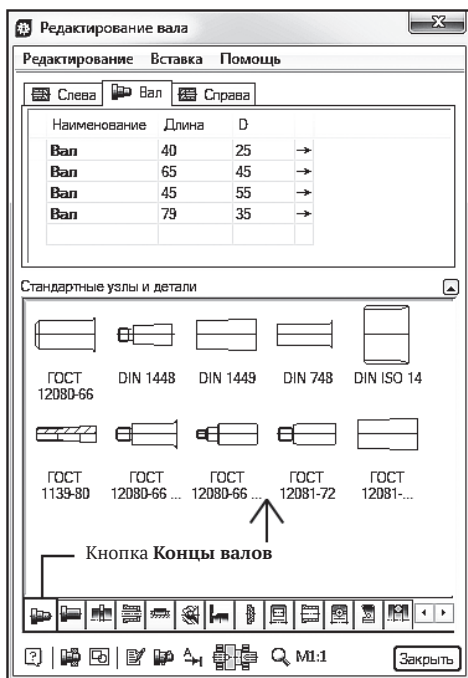 Редактирование вала
Редактирование Вставка Помощь
Слева Вал Справа
Наименование Длина D
Вал 40 25
Вал 65 45
Вал 45 55
Вал 79 35
Стандартные узлы и детали
ГОСТ 12080-66 DIN 1448 DIN 1449 DIN 748 DIN ISO 14
ГОСТ 1139-80 ГОСТ 12080-66 ... ГОСТ 12080-66 ... ГОСТ 12081-72 ГОСТ 12081-...
Кнопка Концы валов
М1:1 Закрыть